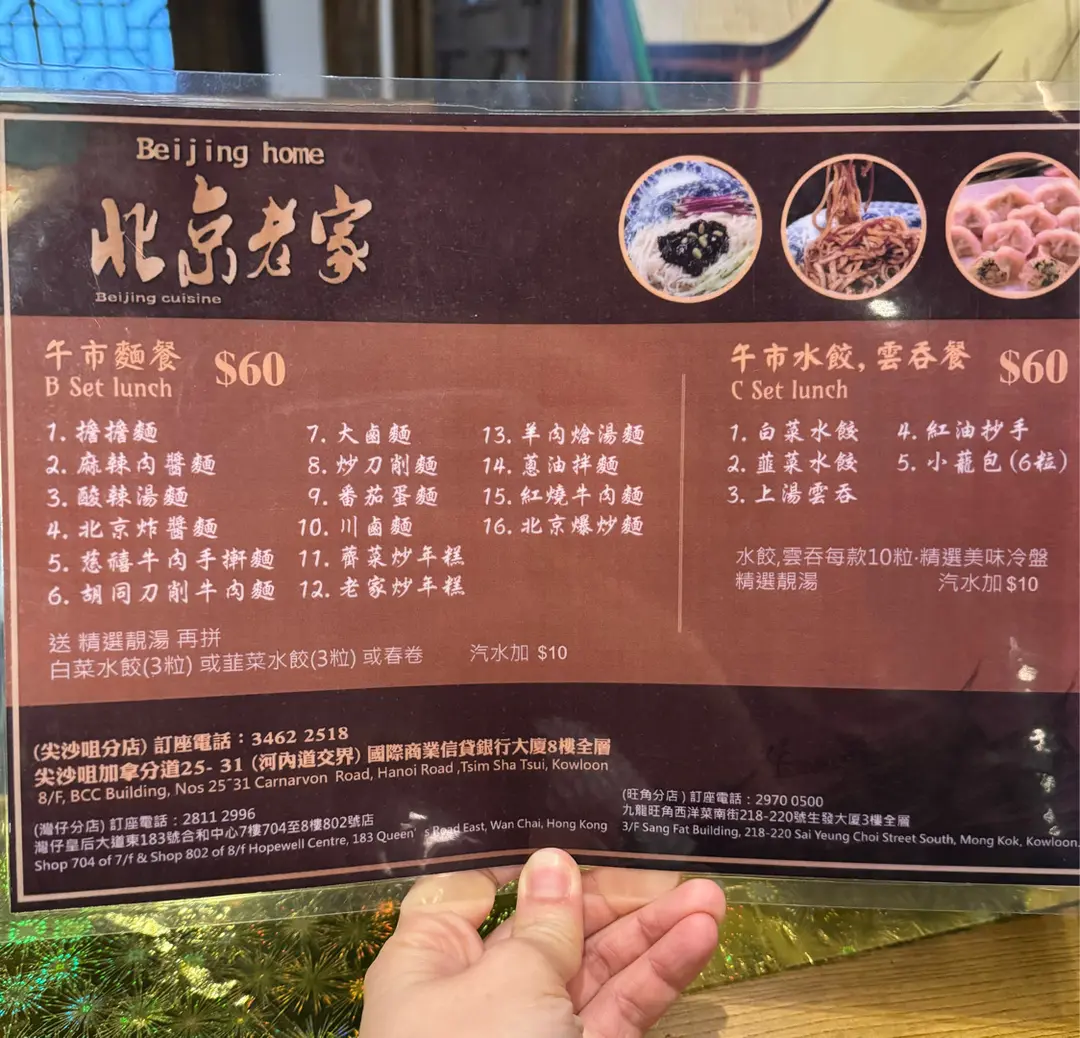 Beijing home
北京老家
Beijing cuisine
午市麵餐 $60
B Set lunch
1. 擔擔麵
2. 麻辣肉醬麵
3. 酸辣湯麵
4. 北京炸醬麵
5. 慈禧牛肉手擀麵
6. 胡同刀削牛肉麵
7. 大鹵麵
8. 炒刀削麵
9. 番茄蛋麵
10. 川鹵麵
11. 薺菜炒年糕
12. 老家炒年糕
13. 羊肉燴湯麵
14. 蔥油拌麵
15. 紅燒牛肉麵
16. 北京爆炒麵
送 精選靚湯 再拼
白菜水餃(3粒) 或韮菜水餃(3粒) 或春卷 汽水加 $10
午市水餃,雲吞餐 $60
C Set lunch
1. 白菜水餃
2. 韮菜水餃
3. 上湯雲吞
4. 紅油抄手
5. 小籠包(6粒)
水餃,雲吞每款10粒·精選美味冷盤
精選靚湯 汽水加 $10
(尖沙咀分店) 訂座電話：3462 2518
尖沙咀加拿分道25- 31 (河內道交界) 國際商業信貸銀行大廈8樓全層
8/F, BCC Building, Nos 25-31 Carnarvon Road, Hanoi Road ,Tsim Sha Tsui, Kowloon
(灣仔分店) 訂座電話：2811 2996
灣仔皇后大道東183號合和中心7樓704至8樓802號店
Shop 704 of 7/f & Shop 802 of 8/f Hopewell Centre, 183 Queen's Road East, Wan Chai, Hong Kong
(旺角分店 ) 訂座電話：2970 0500
九龍旺角西洋菜南街218-220號生發大厦3樓全層
3/F Sang Fat Building, 218-220 Sai Yeung Choi Street South, Mong Kok, Kowloon.